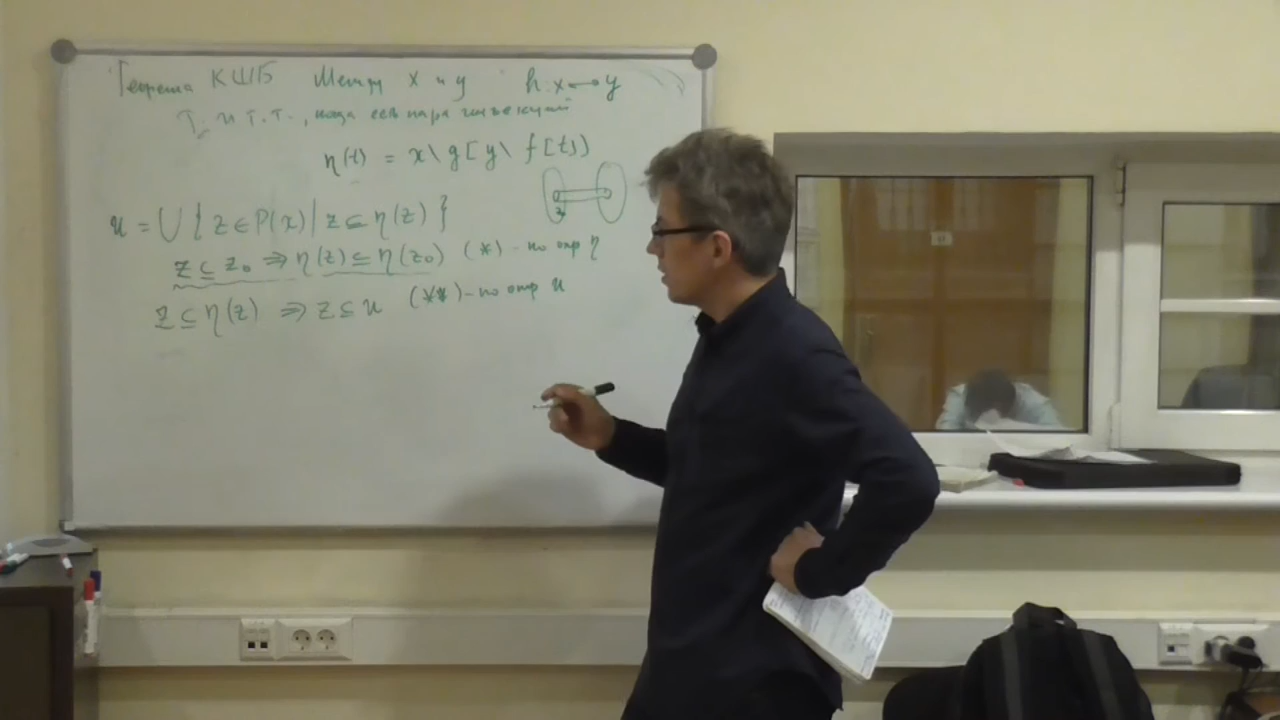 Теорема КШБ Между x и y h: x ⟷ y
т. и т. т., когда есть пара инъекций
η(t) = x \ g[y \ f[t]]
u = ⋃ { z ∈ P(x) | z ⊆ η(z) }
z ⊆ z₀ ⇒ η(z) ⊆ η(z₀) (*) - по опр η
z ⊆ η(z) ⇒ z ⊆ u (**) - по опр u